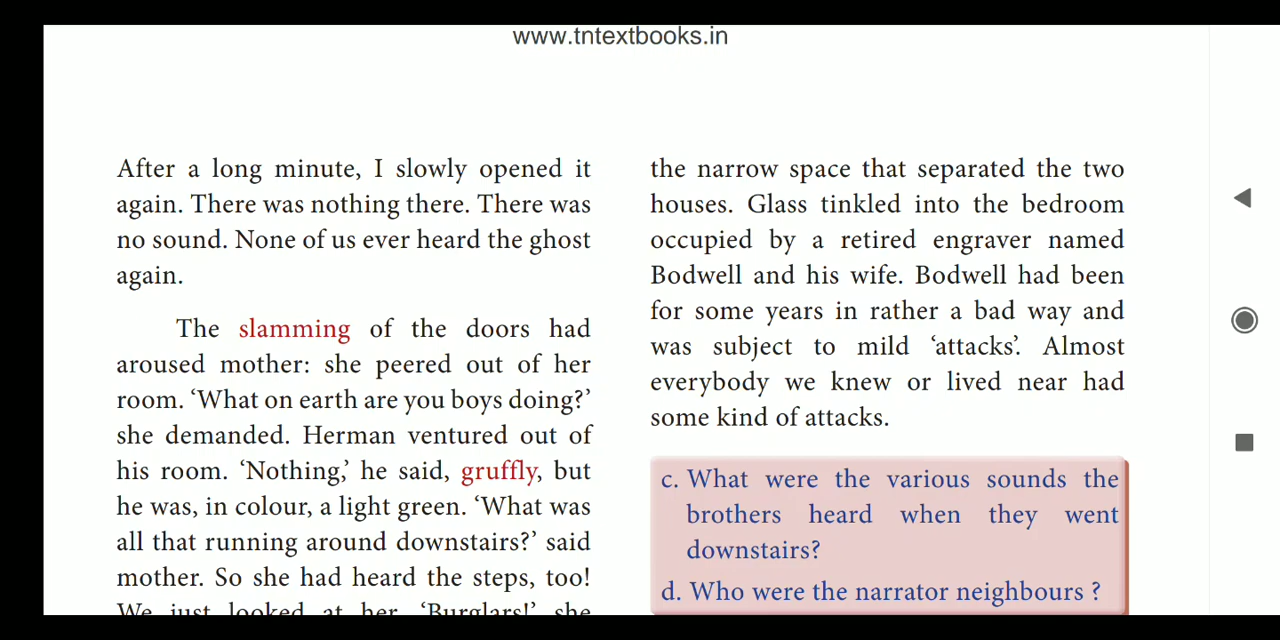 www.tntextbooks.in
After a long minute, I slowly opened it
again. There was nothing there. There was
no sound. None of us ever heard the ghost
again.
The slamming of the doors had
aroused mother: she peered out of her
room. ‘What on earth are you boys doing?’
she demanded. Herman ventured out of
his room. ‘Nothing,’ he said, gruffly, but
he was, in colour, a light green. ‘What was
all that running around downstairs?’ said
mother. So she had heard the steps, too!
We just looked at her. ‘Burglars!’ she
the narrow space that separated the two
houses. Glass tinkled into the bedroom
occupied by a retired engraver named
Bodwell and his wife. Bodwell had been
for some years in rather a bad way and
was subject to mild ‘attacks’. Almost
everybody we knew or lived near had
some kind of attacks.
c. What were the various sounds the
brothers heard when they went
downstairs?
d. Who were the narrator neighbours ?